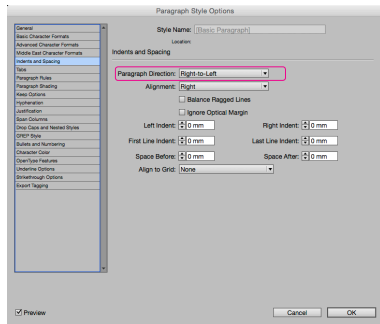 Paragraph Style Options
General
Basic Character Formats
Advanced Character Formats
Middle East Character Formats
Indents and Spacing
Tabs
Paragraph Rules
Paragraph Shading
Keep Options
Hyphenation
Justification
Span Columns
Drop Caps and Nested Styles
GREP Style
Bullets and Numbering
Character Color
OpenType Features
Underline Options
Strikethrough Options
Export Tagging
Style Name: [Basic Paragraph]
Location:
Indents and Spacing
Paragraph Direction: Right-to-Left
Alignment: Right
Balance Ragged Lines
Ignore Optical Margin
Left Indent: 0 mm Right Indent: 0 mm
First Line Indent: 0 mm Last Line Indent: 0 mm
Space Before: 0 mm Space After: 0 mm
Align to Grid: None
Preview Cancel OK